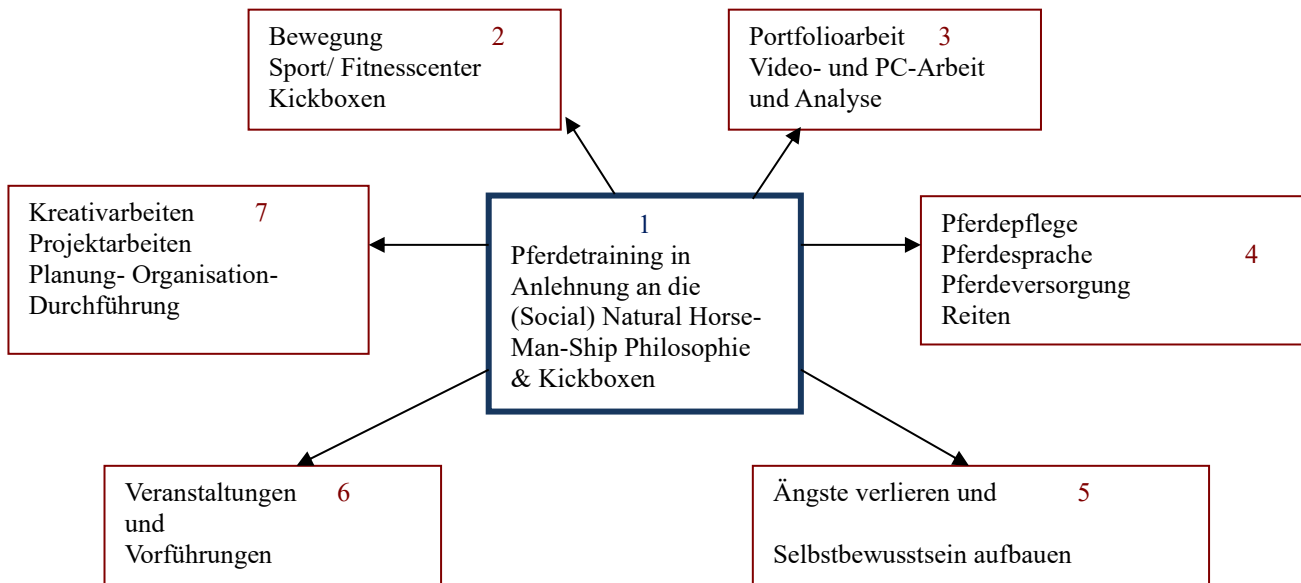 Bewegung 2
Sport/ Fitnesscenter
Kickboxen
Portfolioarbeit 3
Video- und PC-Arbeit
und Analyse
Kreativarbeiten 7
Projektarbeiten
Planung- Organisation-
Durchführung
1
Pferdetraining in
Anlehnung an die
(Social) Natural Horse-
Man-Ship Philosophie
& Kickboxen
Pferdepflege
Pferdesprache 4
Pferdeversorgung
Reiten
Veranstaltungen 6
und
Vorführungen
Ängste verlieren und 5
Selbstbewusstsein aufbauen